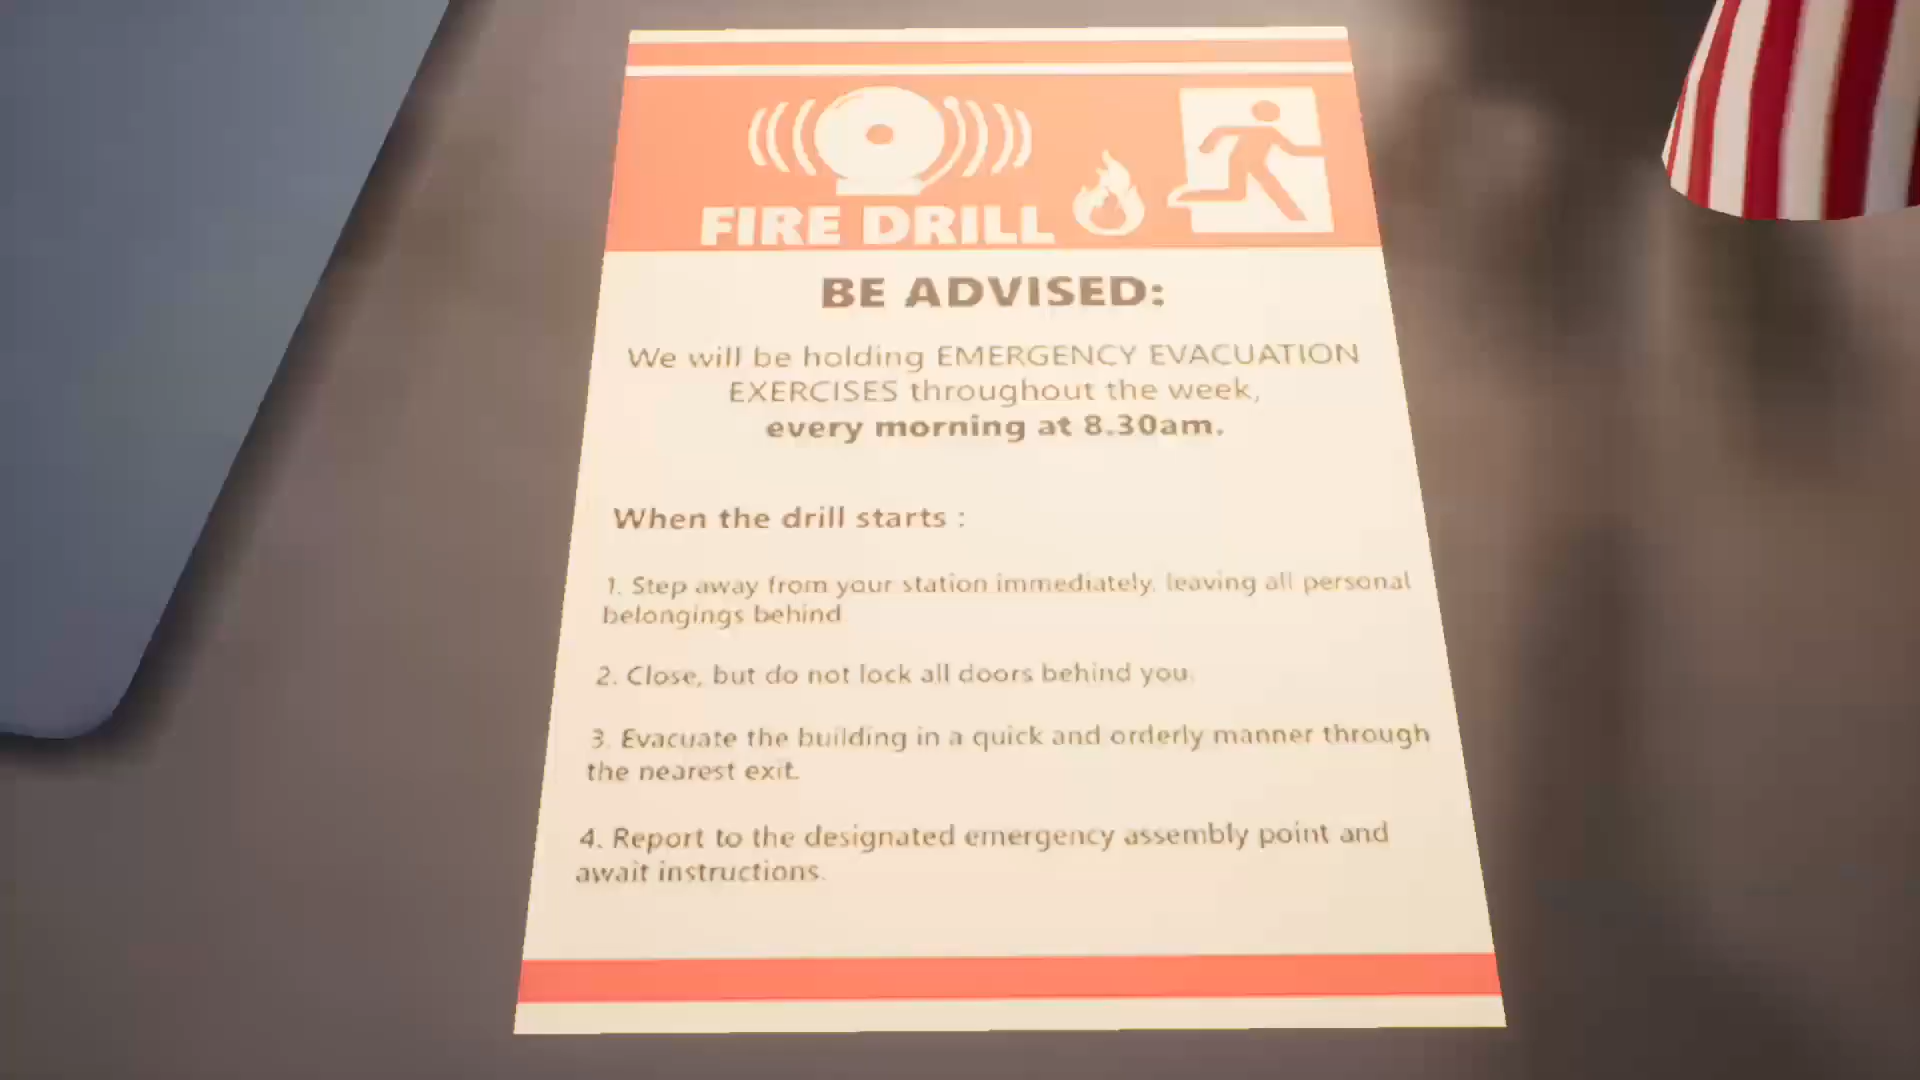 FIRE DRILL
BE ADVISED:
We will be holding EMERGENCY EVACUATION
EXERCISES throughout the week,
every morning at 8.30am.
When the drill starts :
1. Step away from your station immediately, leaving all personal
belongings behind
2. Close, but do not lock all doors behind you.
3. Evacuate the building in a quick and orderly manner through
the nearest exit.
4. Report to the designated emergency assembly point and
await instructions.